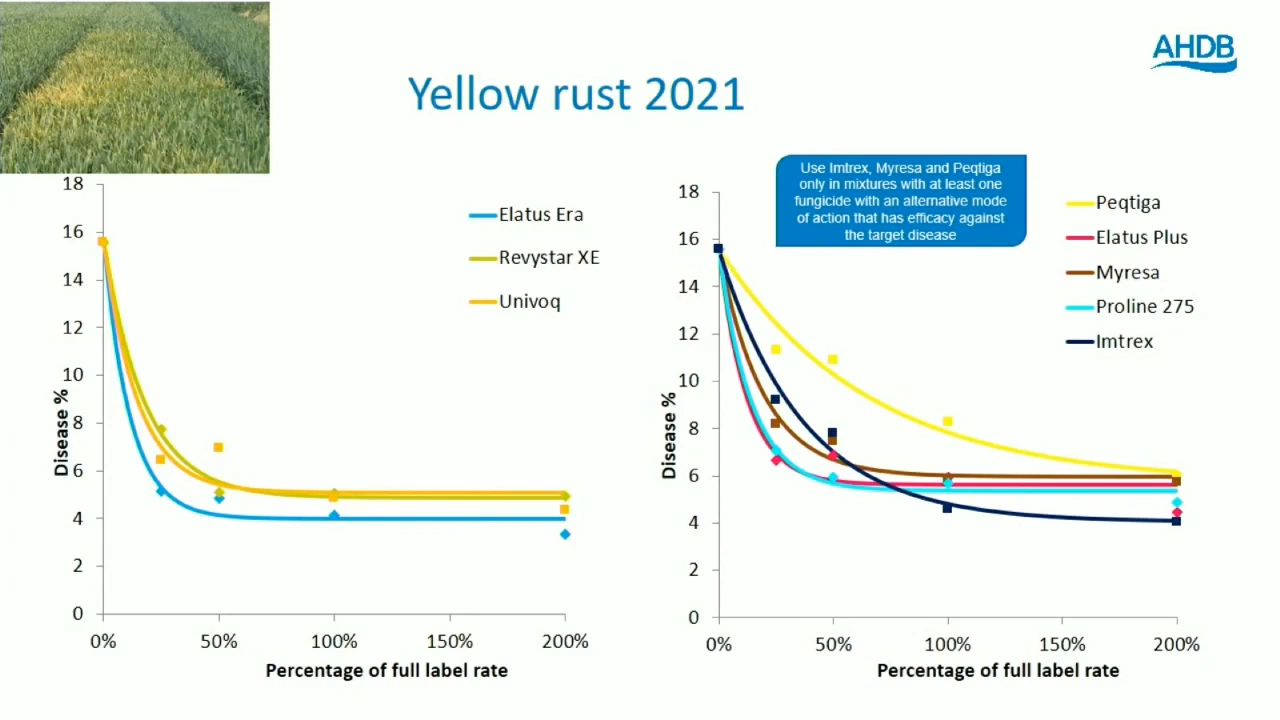 AHDB
Yellow rust 2021
18
16
14
12
10
8
6
4
2
0
Disease %
0%
50%
100%
150%
200%
Percentage of full label rate
Elatus Era
Revystar XE
Univoq
Use Imtrex, Myresa and Peqtiga
only in mixtures with at least one
fungicide with an alternative mode
of action that has efficacy against
the target disease
18
16
14
12
10
8
6
4
2
0
Disease %
0%
50%
100%
150%
200%
Percentage of full label rate
Peqtiga
Elatus Plus
Myresa
Proline 275
Imtrex